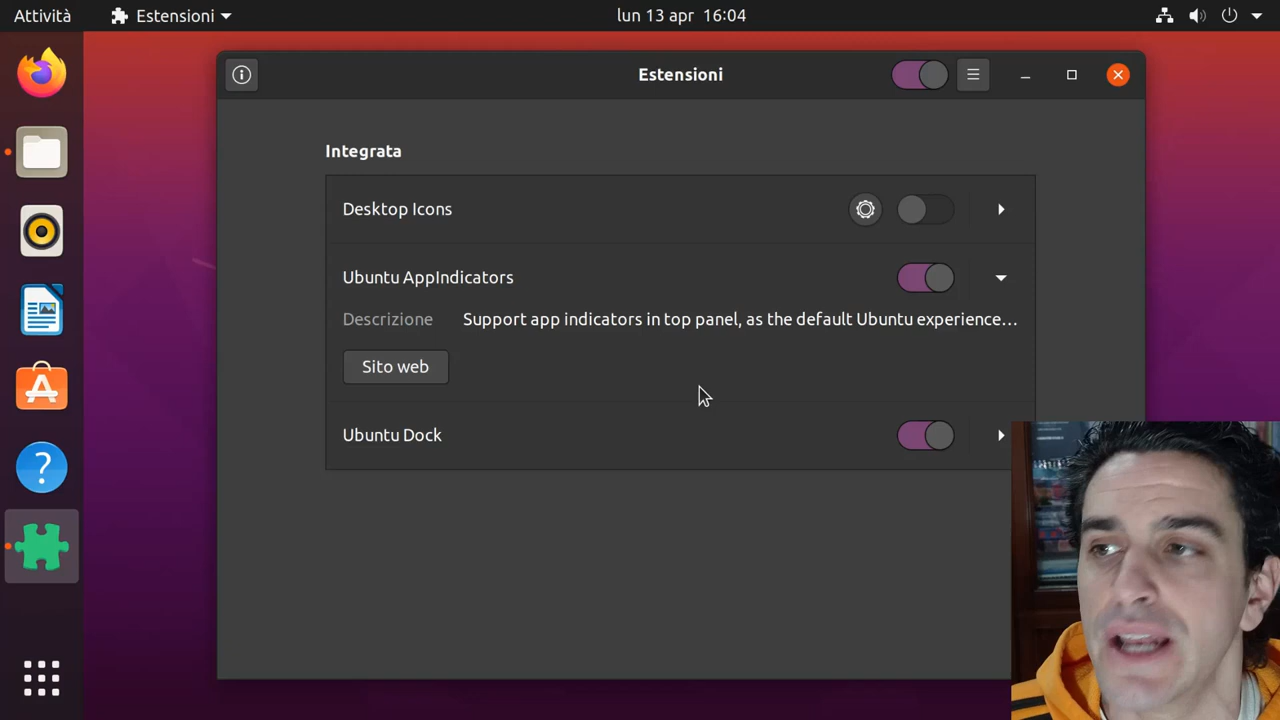 Attività
Estensioni
lun 13 apr 16:04
Estensioni
Integrata
Desktop Icons
Ubuntu AppIndicators
Descrizione Support app indicators in top panel, as the default Ubuntu experience…
Sito web
Ubuntu Dock